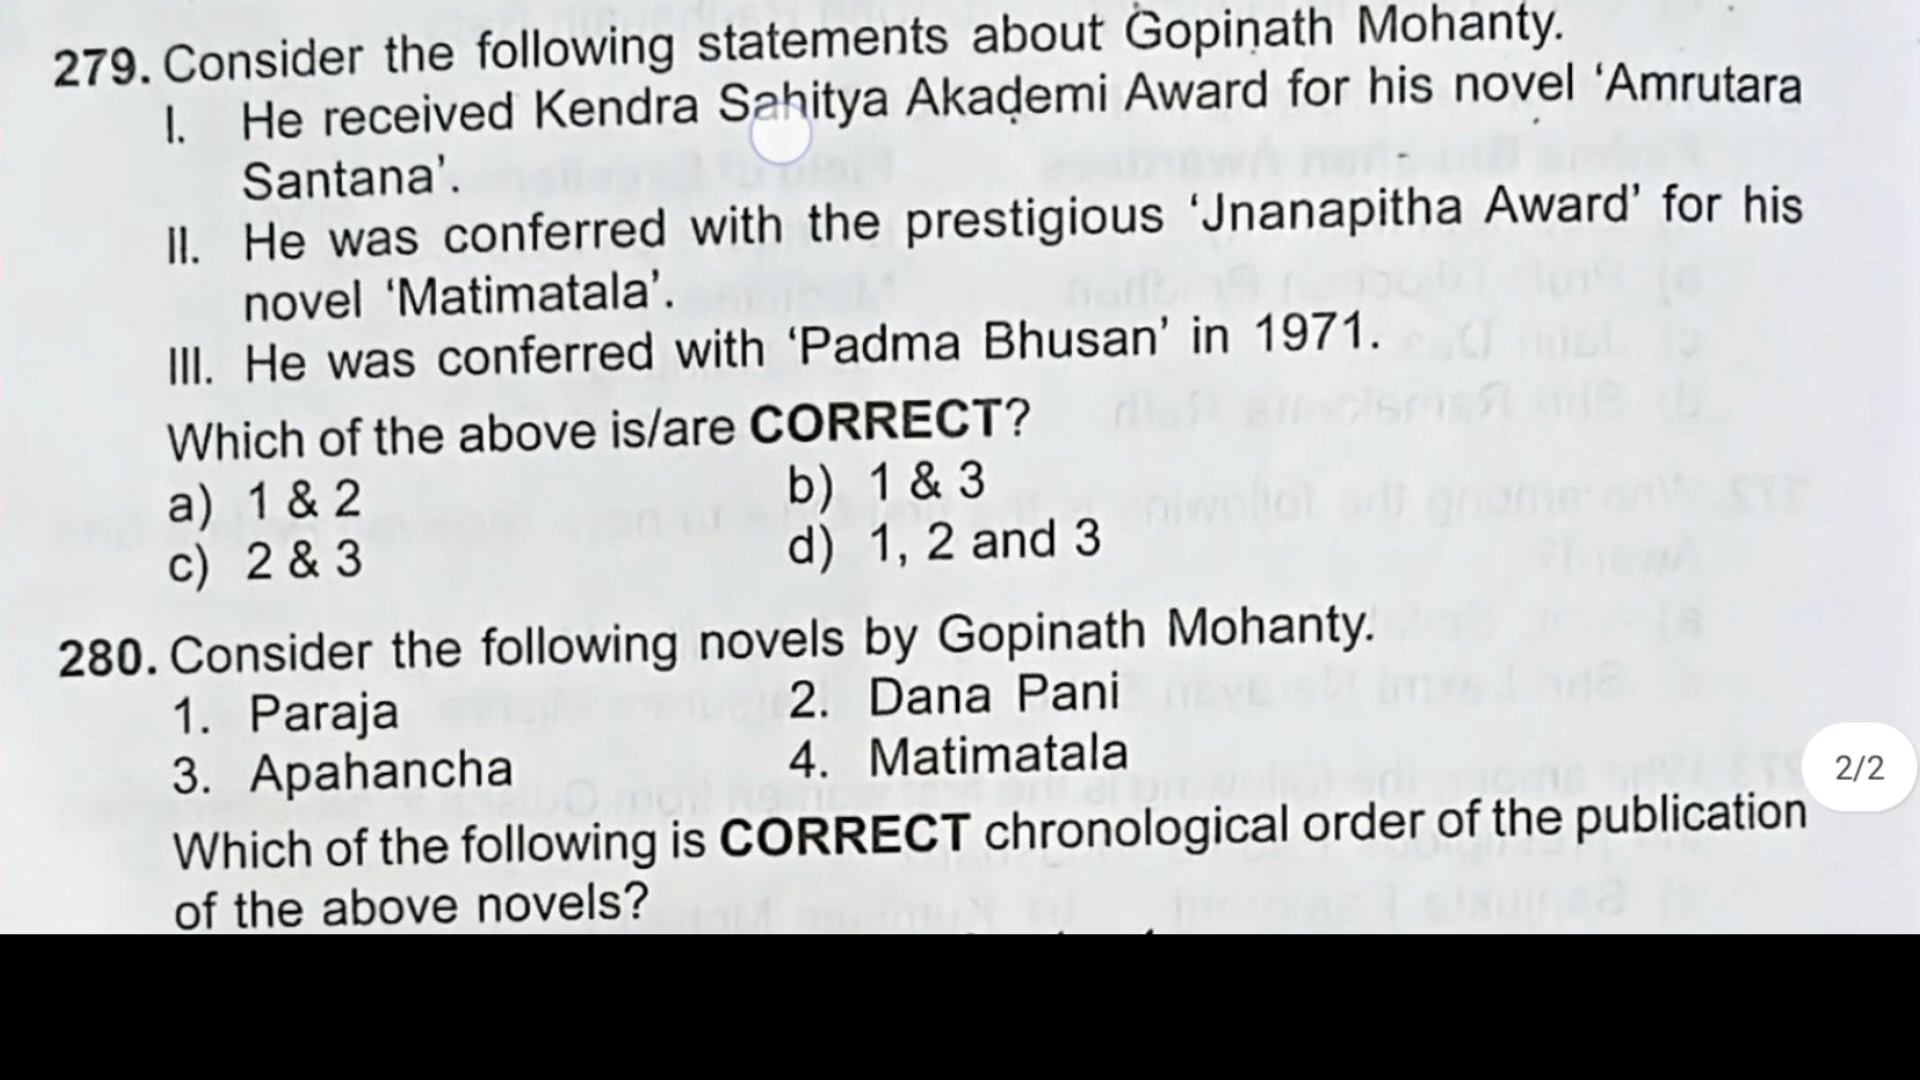 279. Consider the following statements about Gopinath Mohanty.
I. He received Kendra Sahitya Akademi Award for his novel ‘Amrutara
Santana’.
II. He was conferred with the prestigious ‘Jnanapitha Award’ for his
novel ‘Matimatala’.
III. He was conferred with ‘Padma Bhusan’ in 1971.
Which of the above is/are CORRECT?
a) 1 & 2 b) 1 & 3
c) 2 & 3 d) 1, 2 and 3
280. Consider the following novels by Gopinath Mohanty.
1. Paraja 2. Dana Pani
3. Apahancha 4. Matimatala
2/2
Which of the following is CORRECT chronological order of the publication
of the above novels?